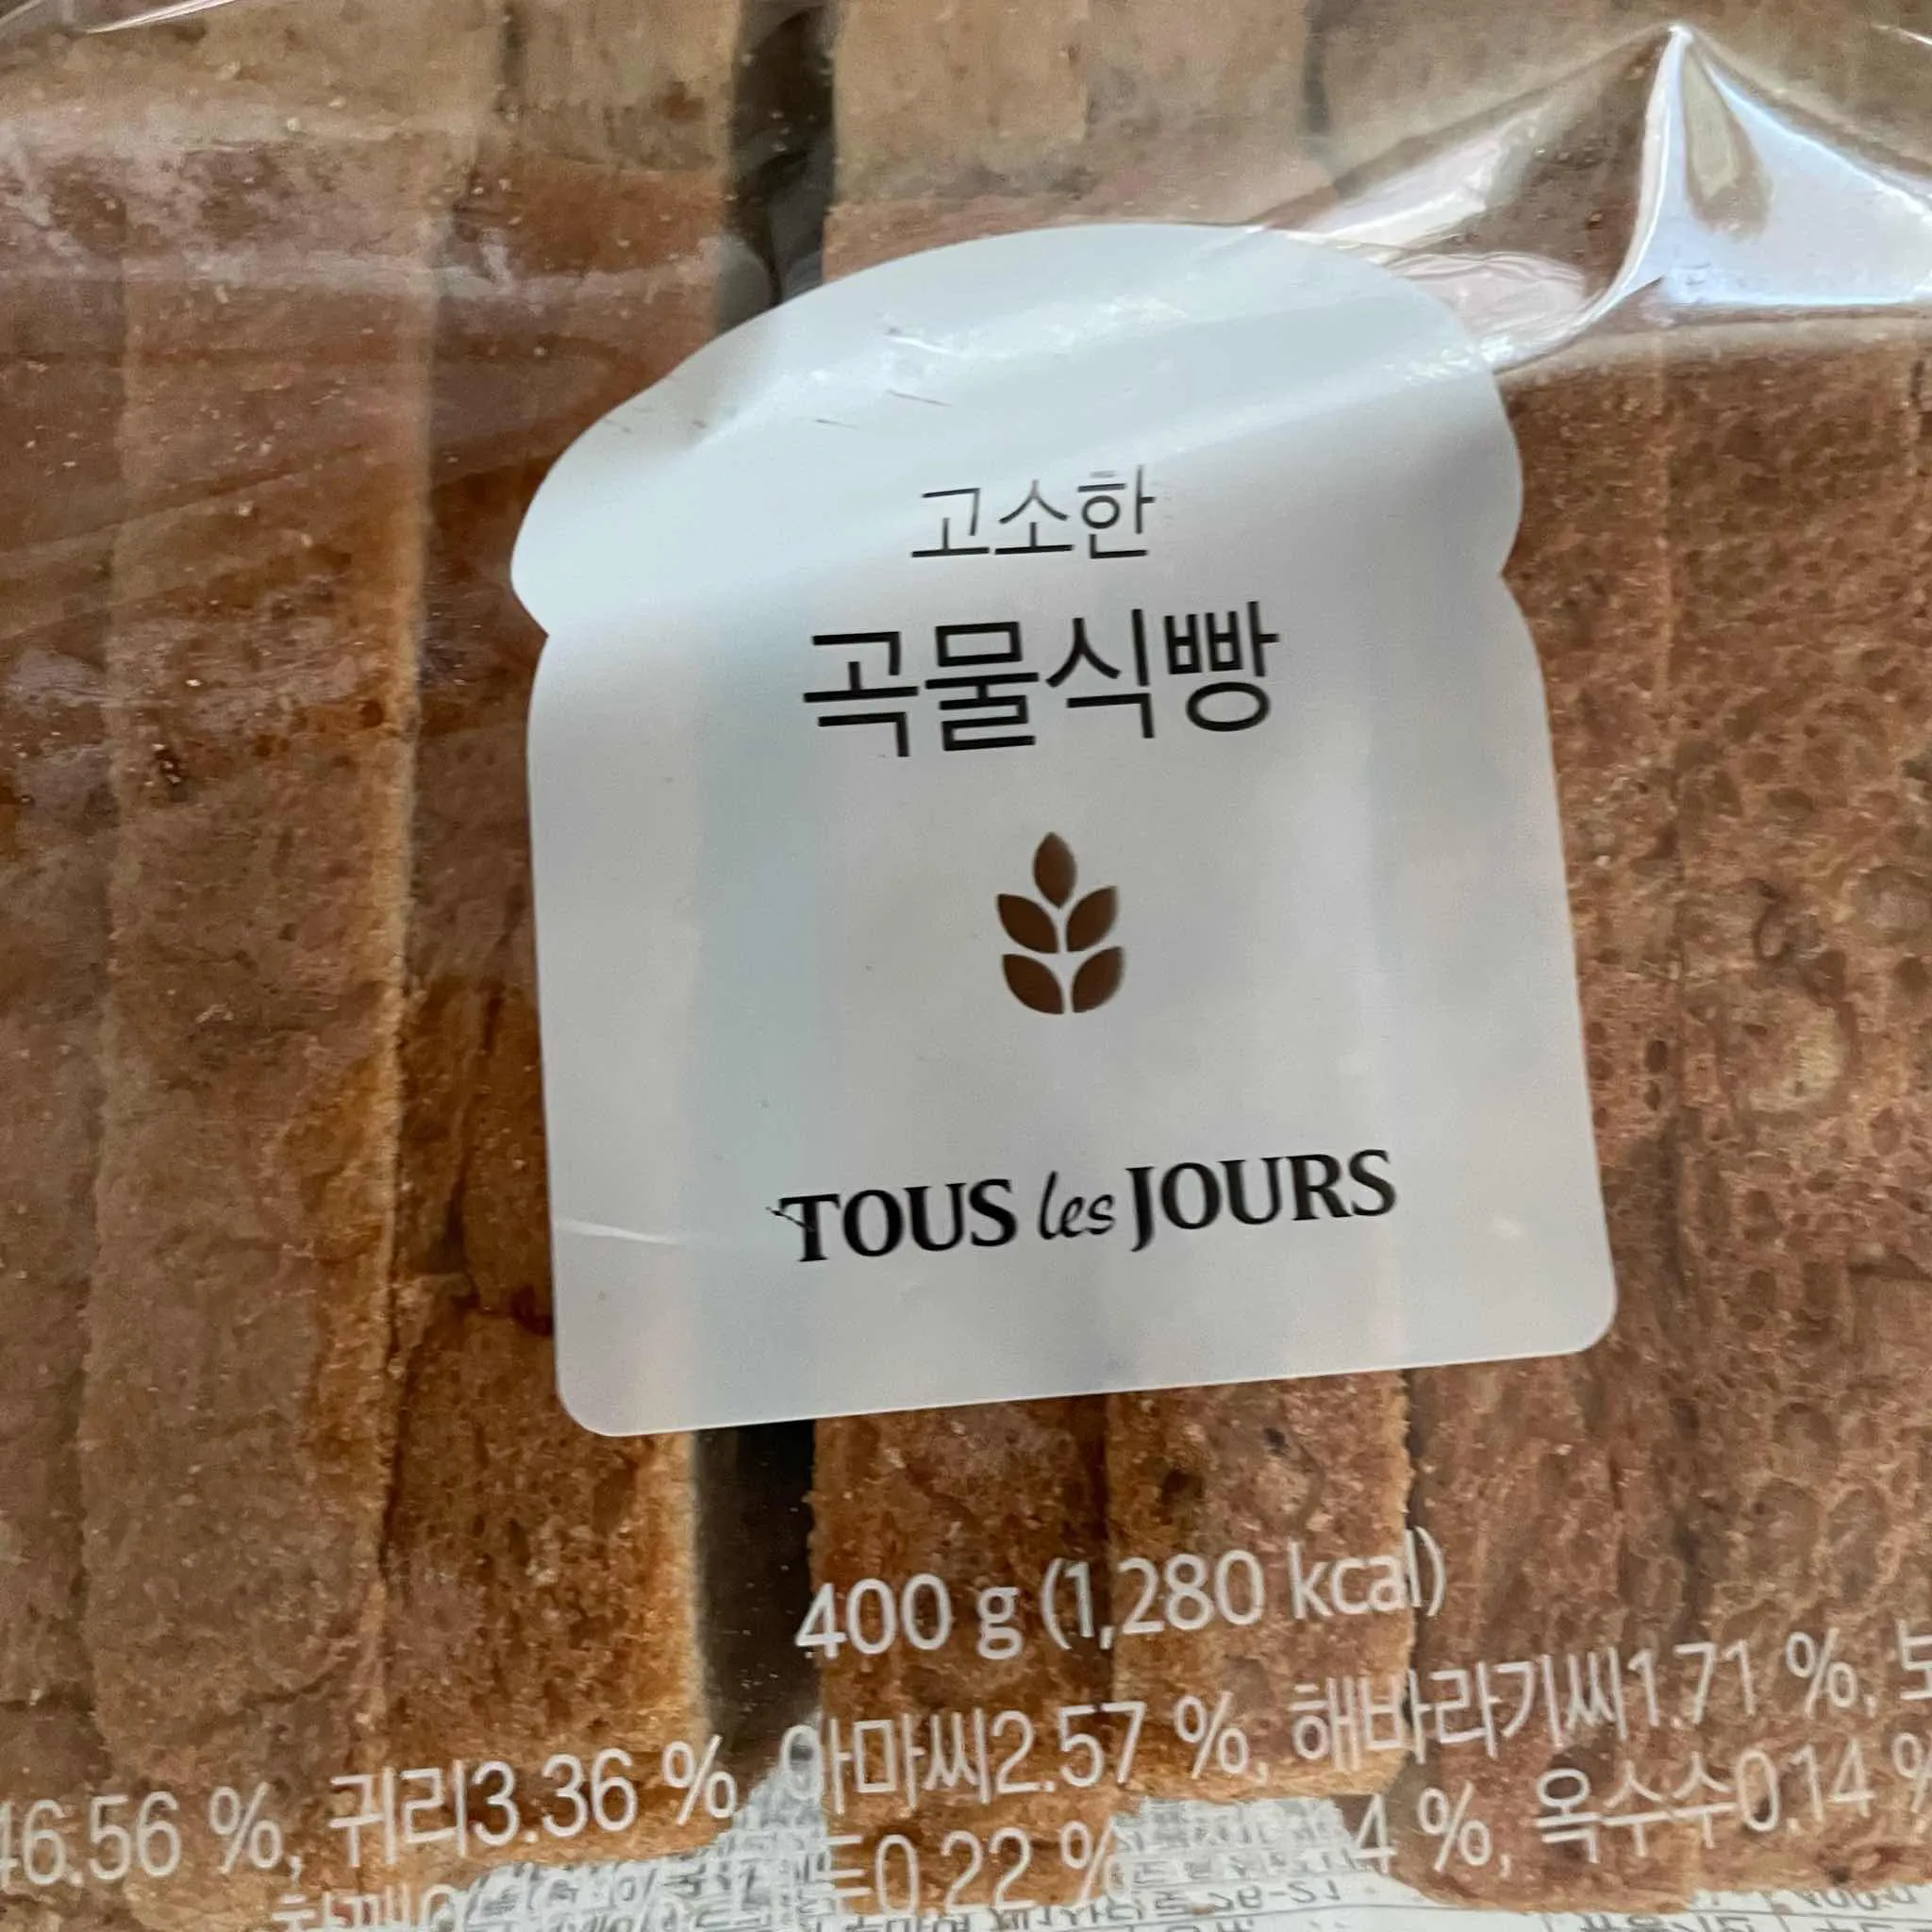 고소한
곡물식빵
TOUS les JOURS
400 g (1,280 kcal)
46.56 %, 귀리3.36 %, 아마씨2.57 %, 해바라기씨1.71 %,
0.22 % 4 %, 옥수수0.14 %